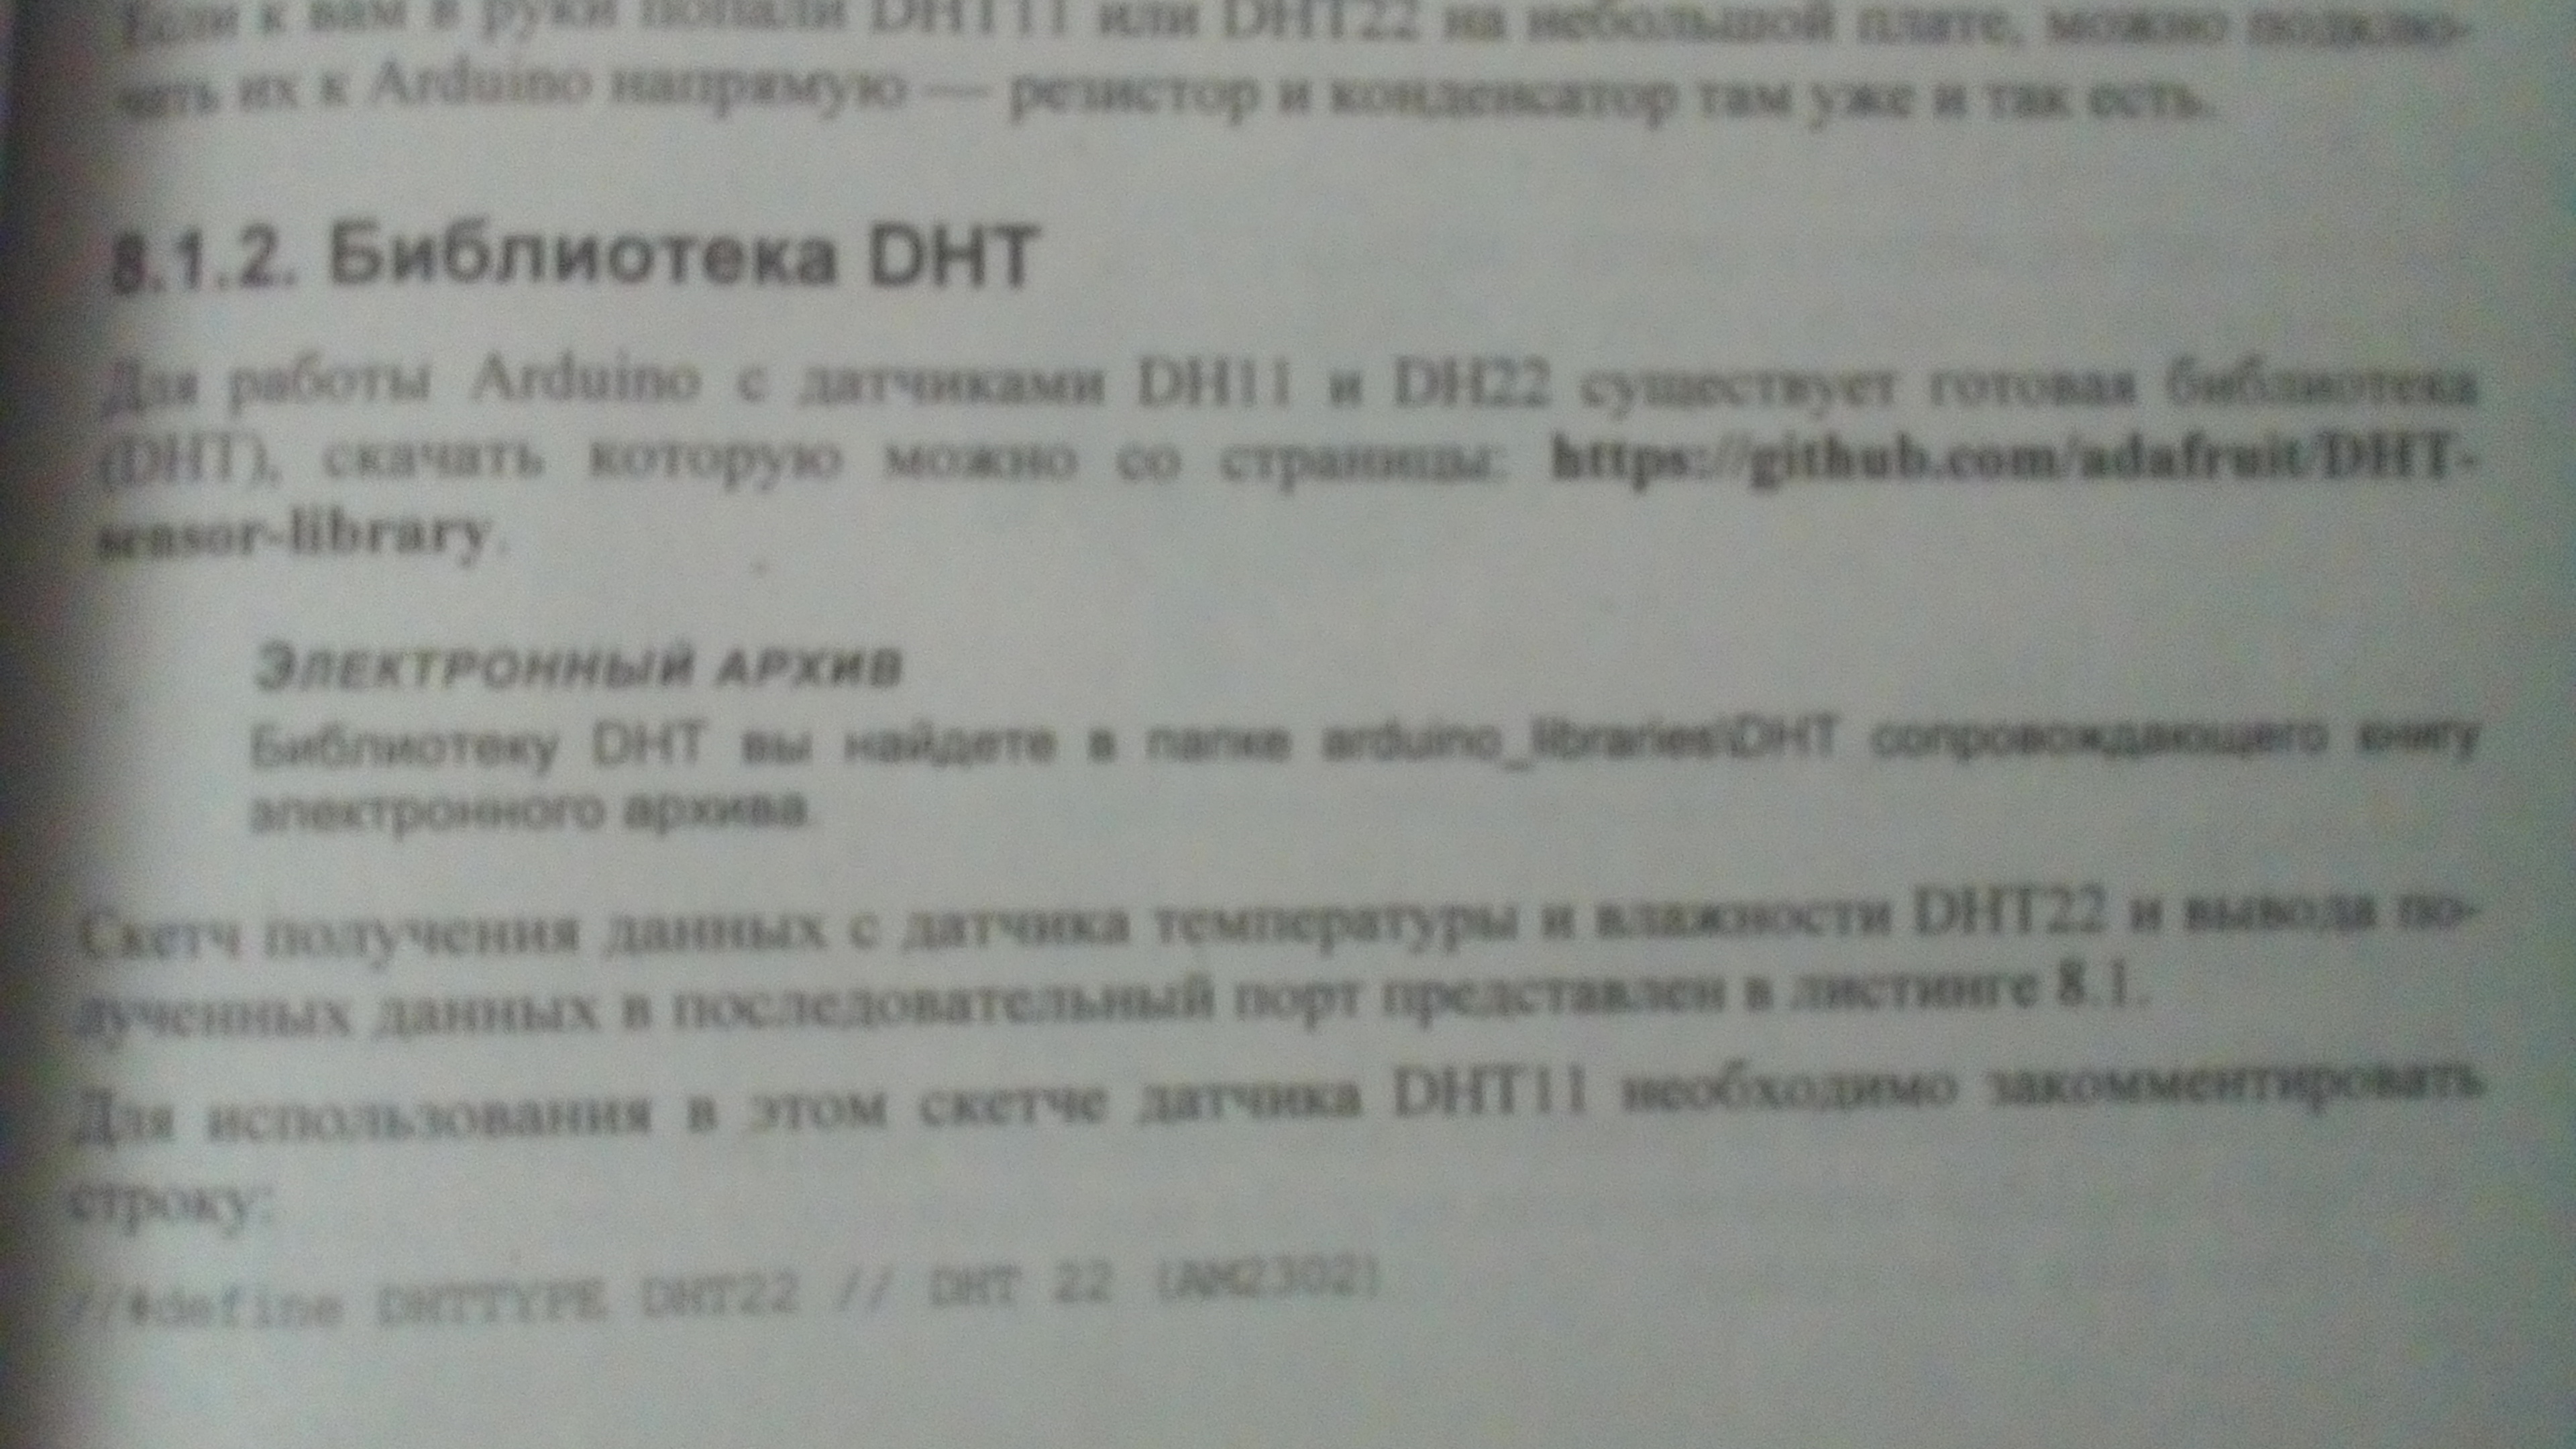 Если к вам в руки попали DHT11 или DHT22 на небольшой плате, можно подклю-
чать их к Arduino напрямую — резистор и конденсатор там уже и так есть.
8.1.2. Библиотека DHT
Для работы Arduino с датчиками DH11 и DH22 существует готовая библиотека
(DHT), скачать которую можно со страницы: https://github.com/adafruit/DHT-
sensor-library.
ЭЛЕКТРОННЫЙ АРХИВ
Библиотеку DHT вы найдете в папке arduino_libraries\DHT сопровождающего книгу
электронного архива.
Скетч получения данных с датчика температуры и влажности DHT22 и вывода по-
лученных данных в последовательный порт представлен в листинге 8.1.
Для использования в этом скетче датчика DHT11 необходимо закомментировать
строку:
//#define DHTTYPE DHT22 // DHT 22 (AM2302)